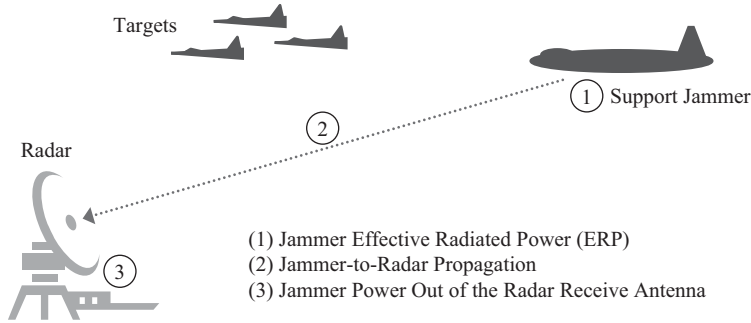 Targets
1 Support Jammer
2
Radar
(1) Jammer Effective Radiated Power (ERP)
(2) Jammer-to-Radar Propagation
3
(3) Jammer Power Out of the Radar Receive Antenna